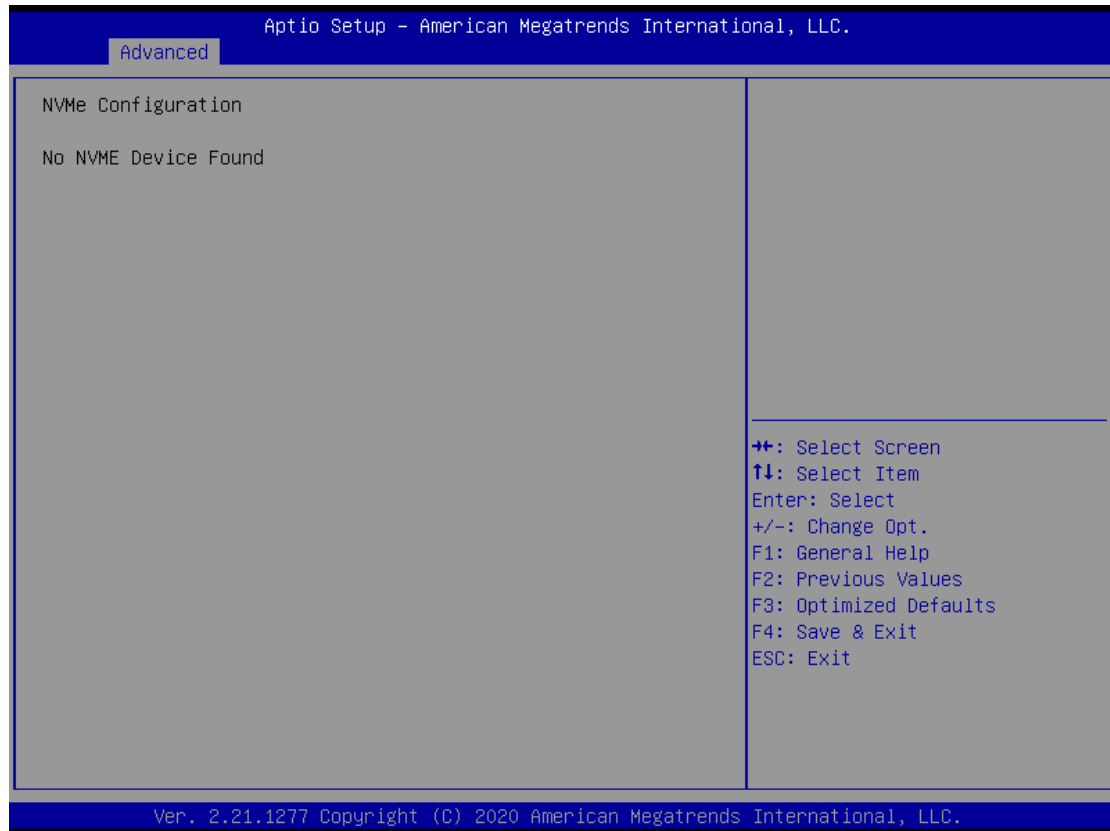 Aptio Setup – American Megatrends International, LLC.
Advanced
NVMe Configuration
No NVME Device Found
→←: Select Screen
↑↓: Select Item
Enter: Select
+/-: Change Opt.
F1: General Help
F2: Previous Values
F3: Optimized Defaults
F4: Save & Exit
ESC: Exit
Ver. 2.21.1277 Copyright (C) 2020 American Megatrends International, LLC.